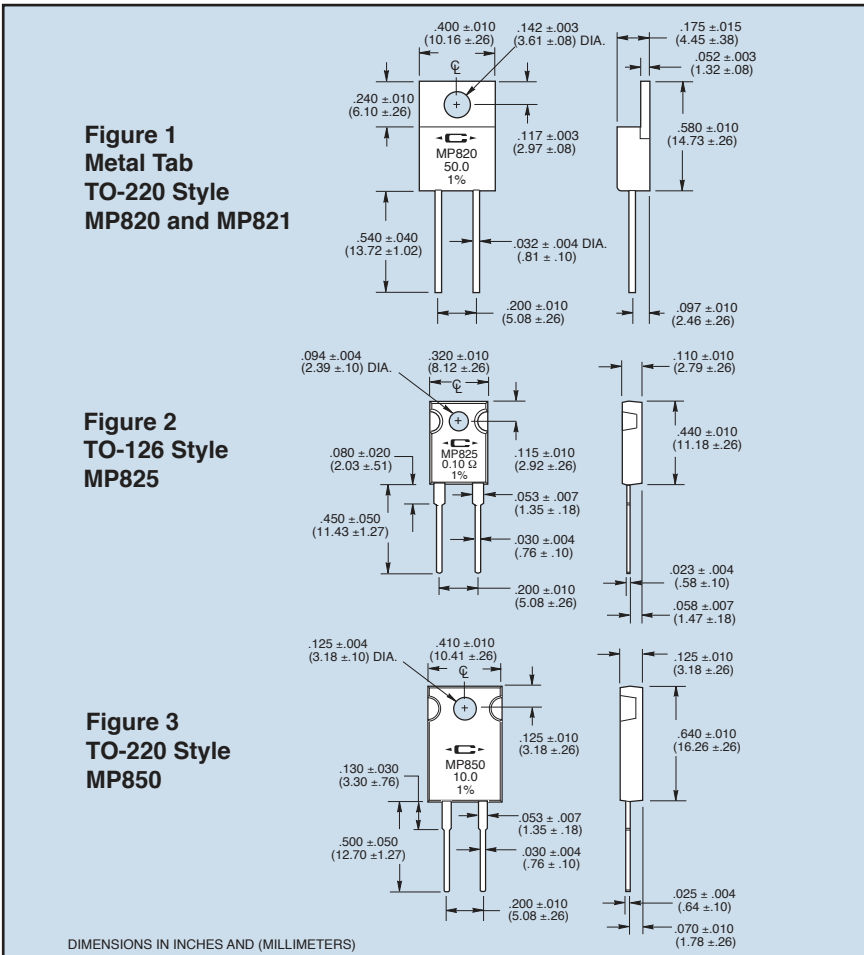 Figure 1
Metal Tab
TO-220 Style
MP820 and MP821
.400 ±.010
(10.16 ±.26)
.142 ±.003
(3.61 ±.08) DIA.
.175 ±.015
(4.45 ±.38)
.052 ±.003
(1.32 ±.08)
℄
.240 ±.010
(6.10 ±.26)
.117 ±.003
(2.97 ±.08)
.580 ±.010
(14.73 ±.26)
C
MP820
50.0
1%
.540 ±.040
(13.72 ±1.02)
.032 ± .004 DIA.
(.81 ± .10)
.200 ±.010
(5.08 ±.26)
.097 ±.010
(2.46 ±.26)
Figure 2
TO-126 Style
MP825
.094 ±.004
(2.39 ±.10) DIA.
.320 ±.010
(8.12 ±.26)
℄
.110 ±.010
(2.79 ±.26)
.080 ±.020
(2.03 ±.51)
C
MP825
0.10 Ω
1%
.115 ±.010
(2.92 ±.26)
.440 ±.010
(11.18 ±.26)
.053 ± .007
(1.35 ± .18)
.450 ±.050
(11.43 ±1.27)
.030 ± .004
(.76 ± .10)
.200 ±.010
(5.08 ±.26)
.023 ± .004
(.58 ±.10)
.058 ±.007
(1.47 ±.18)
Figure 3
TO-220 Style
MP850
.125 ±.004
(3.18 ±.10) DIA.
.410 ±.010
(10.41 ±.26)
℄
.125 ±.010
(3.18 ±.26)
.125 ±.010
(3.18 ±.26)
.640 ±.010
(16.26 ±.26)
C
MP850
10.0
1%
.130 ±.030
(3.30 ±.76)
.053 ± .007
(1.35 ± .18)
.500 ±.050
(12.70 ±1.27)
.030 ±.004
(.76 ± .10)
.200 ±.010
(5.08 ±.26)
.025 ± .004
(.64 ±.10)
.070 ±.010
(1.78 ±.26)
DIMENSIONS IN INCHES AND (MILLIMETERS)